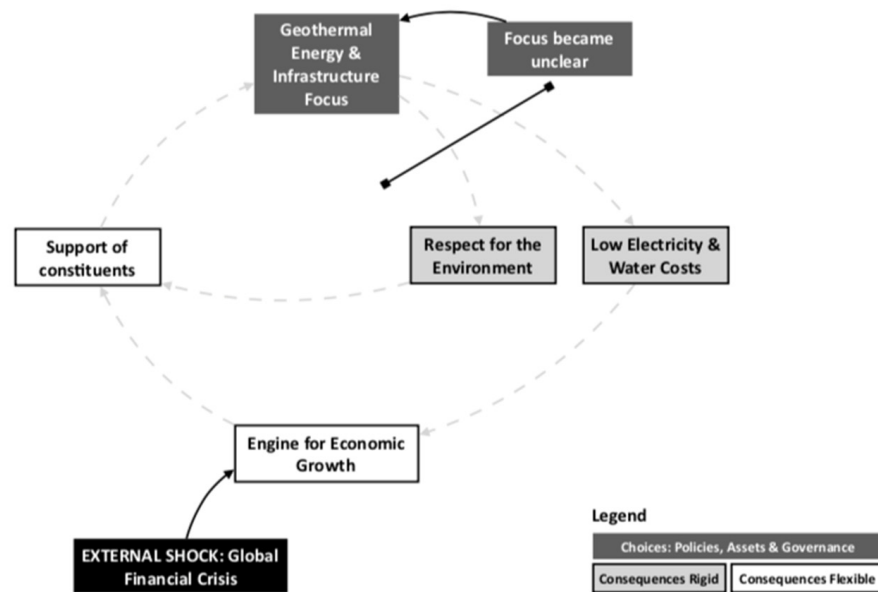 Geothermal
Energy &
Infrastructure
Focus
Focus became
unclear
Support of
constituents
Respect for the
Environment
Low Electricity &
Water Costs
Engine for Economic
Growth
EXTERNAL SHOCK: Global
Financial Crisis
Legend
Choices: Policies, Assets & Governance
Consequences Rigid
Consequences Flexible